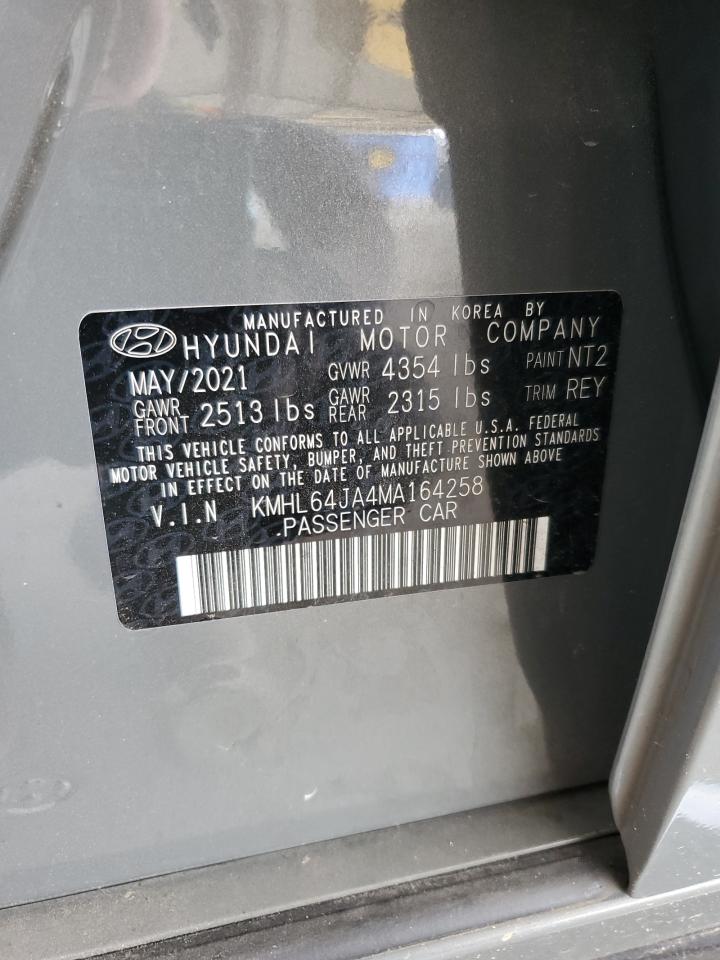 MANUFACTURED IN KOREA BY
HYUNDAI MOTOR COMPANY
MAY/2021 GVWR 4354 lbs PAINT NT2
GAWR FRONT 2513 lbs GAWR REAR 2315 lbs TRIM REY
THIS VEHICLE CONFORMS TO ALL APPLICABLE U.S.A. FEDERAL
MOTOR VEHICLE SAFETY, BUMPER, AND THEFT PREVENTION STANDARDS
IN EFFECT ON THE DATE OF MANUFACTURE SHOWN ABOVE
V.I.N KMHL64JA4MA164258
.PASSENGER CAR